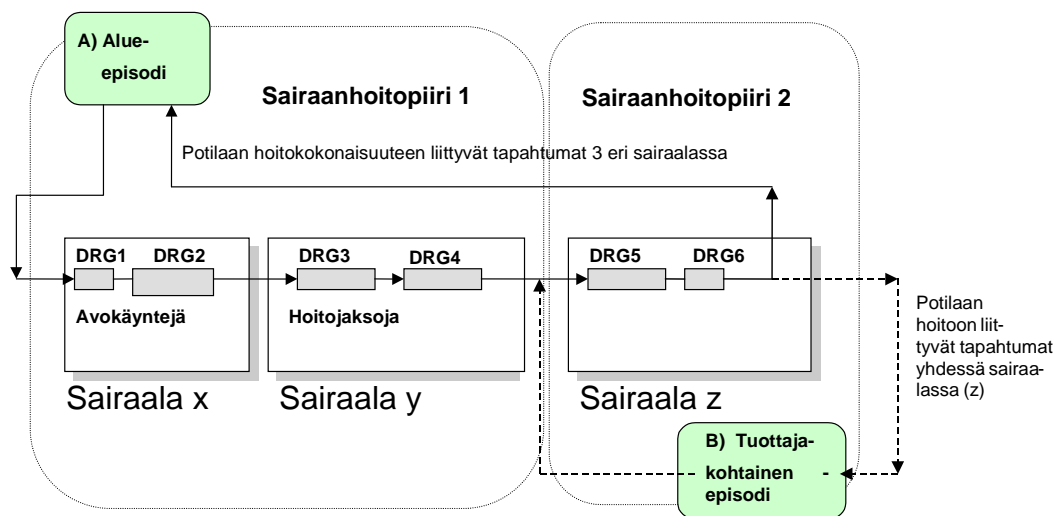 A) Alue-
episodi
Sairaanhoitopiiri 1
Sairaanhoitopiiri 2
Potilaan hoitokokonaisuuteen liittyvät tapahtumat 3 eri sairaalassa
DRG1 DRG2
DRG3 DRG4
DRG5 DRG6
Avokäyntejä
Hoitojaksoja
Sairaala x
Sairaala y
Sairaala z
Potilaan
hoitoon liit-
tyvät tapahtumat
yhdessä sairaa-
lassa (z)
B) Tuottaja-
kohtainen -
episodi